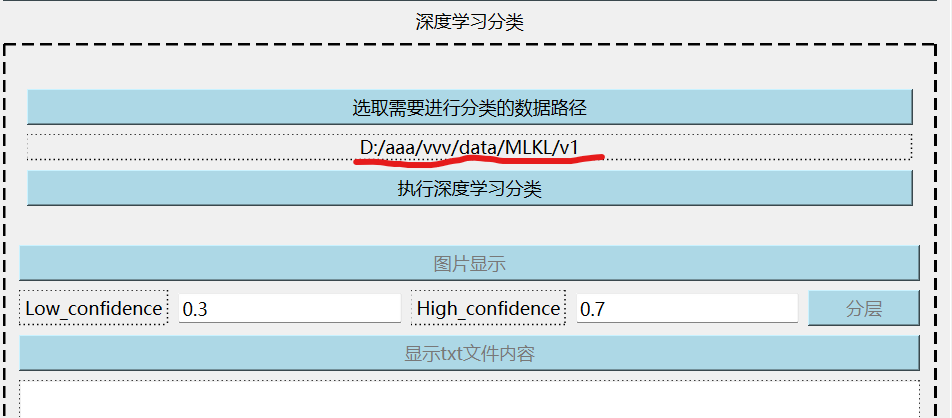 深度学习分类
选取需要进行分类的数据路径
D:/aaa/vvv/data/MLKL/v1
执行深度学习分类
图片显示
Low_confidence 0.3 High_confidence 0.7 分层
显示txt文件内容